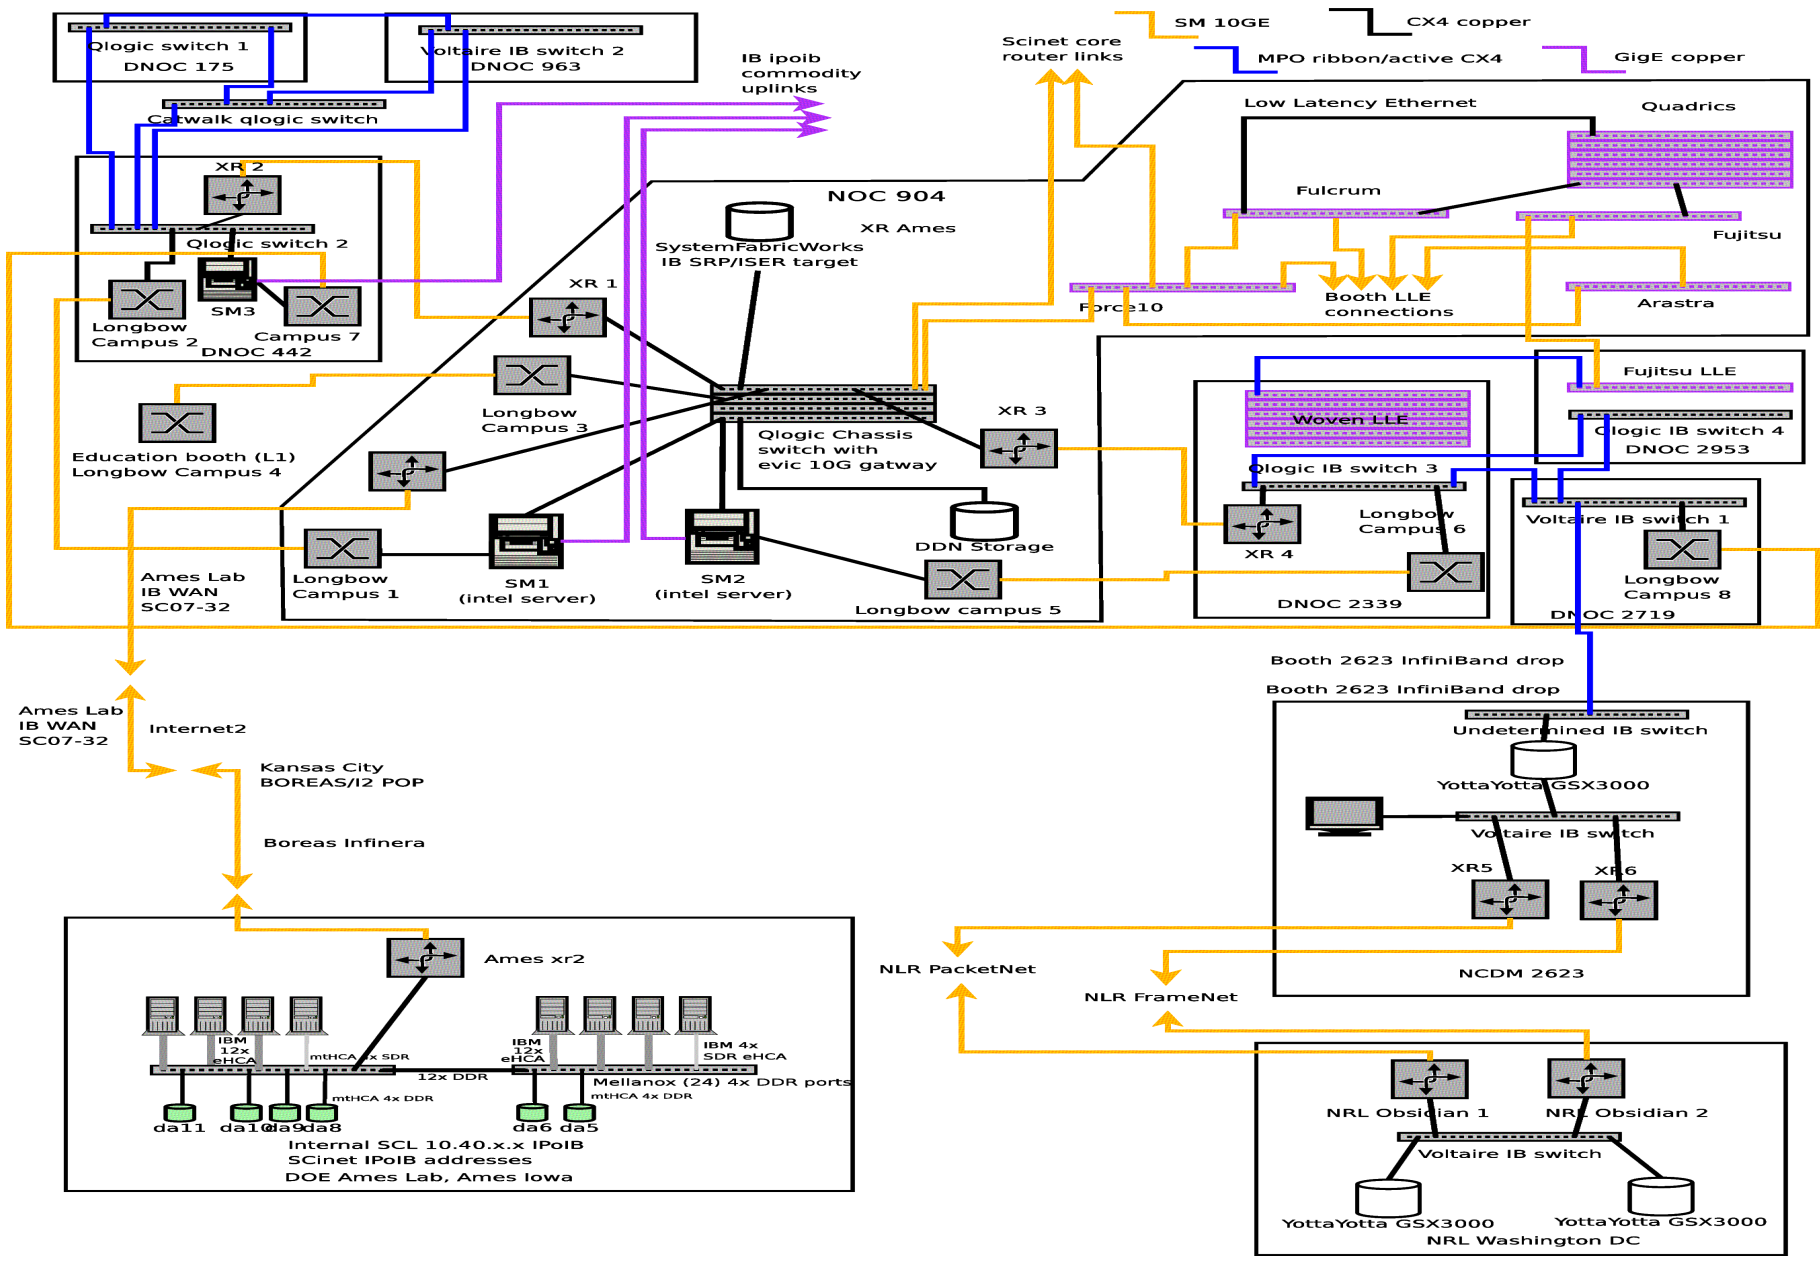 Qlogic switch 1
DNOC 175
Voltaire IB switch 2
DNOC 963
Catwalk qlogic switch
IB ipoib
commodity
uplinks
Scinet core
router links
SM 10GE
CX4 copper
MPO ribbon/active CX4
GigE copper
Low Latency Ethernet
Quadrics
Fulcrum
Fujitsu
Force10
Booth LLE
connections
Arastra
XR 2
Qlogic switch 2
SM3
Longbow
Campus 2
Campus 7
DNOC 442
NOC 904
XR Ames
SystemFabricWorks
IB SRP/ISER target
XR 1
Longbow
Campus 3
Education booth (L1)
Longbow Campus 4
Qlogic Chassis
switch with
evic 10G gatway
XR 3
DDN Storage
Longbow
Campus 1
SM1
(intel server)
SM2
(intel server)
Longbow campus 5
Woven LLE
Qlogic IB switch 3
Longbow
Campus 6
XR 4
DNOC 2339
Fujitsu LLE
Qlogic IB switch 4
DNOC 2953
Voltaire IB switch 1
Longbow
Campus 8
DNOC 2719
Ames Lab
IB WAN
SC07-32
Ames Lab
IB WAN
SC07-32
Internet2
Kansas City
BOREAS/I2 POP
Boreas Infinera
Booth 2623 InfiniBand drop
Booth 2623 InfiniBand drop
Undetermined IB switch
YottaYotta GSX3000
Voltaire IB switch
XR5
XR6
NCDM 2623
NLR PacketNet
NLR FrameNet
Ames xr2
IBM
12x
eHCA
mtHCA 4x SDR
IBM
12x
eHCA
IBM 4x
SDR eHCA
12x DDR
Mellanox (24) 4x DDR ports
mtHCA 4x DDR
mtHCA 4x DDR
da11
da10
da9
da8
da6
da5
Internal SCL 10.40.x.x IPoIB
SCinet IPoIB addresses
DOE Ames Lab, Ames Iowa
NRL Obsidian 1
NRL Obsidian 2
Voltaire IB switch
YottaYotta GSX3000
YottaYotta GSX3000
NRL Washington DC